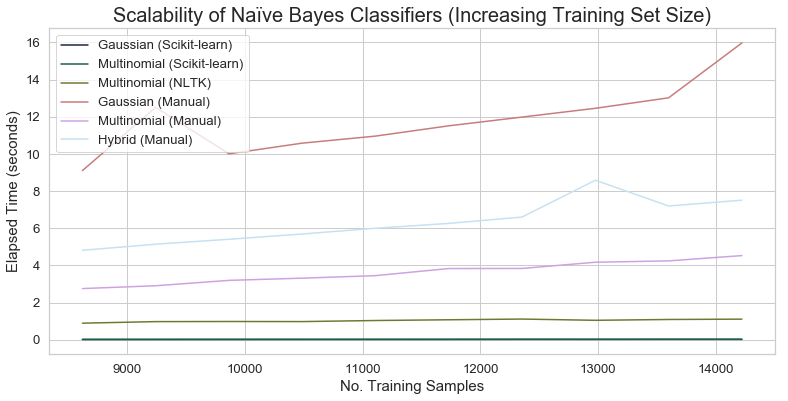 Scalability of Naïve Bayes Classifiers (Increasing Training Set Size)
Elapsed Time (seconds)
16
14
12
10
8
6
4
2
0
Gaussian (Scikit-learn)
Multinomial (Scikit-learn)
Multinomial (NLTK)
Gaussian (Manual)
Multinomial (Manual)
Hybrid (Manual)
9000 10000 11000 12000 13000 14000
No. Training Samples